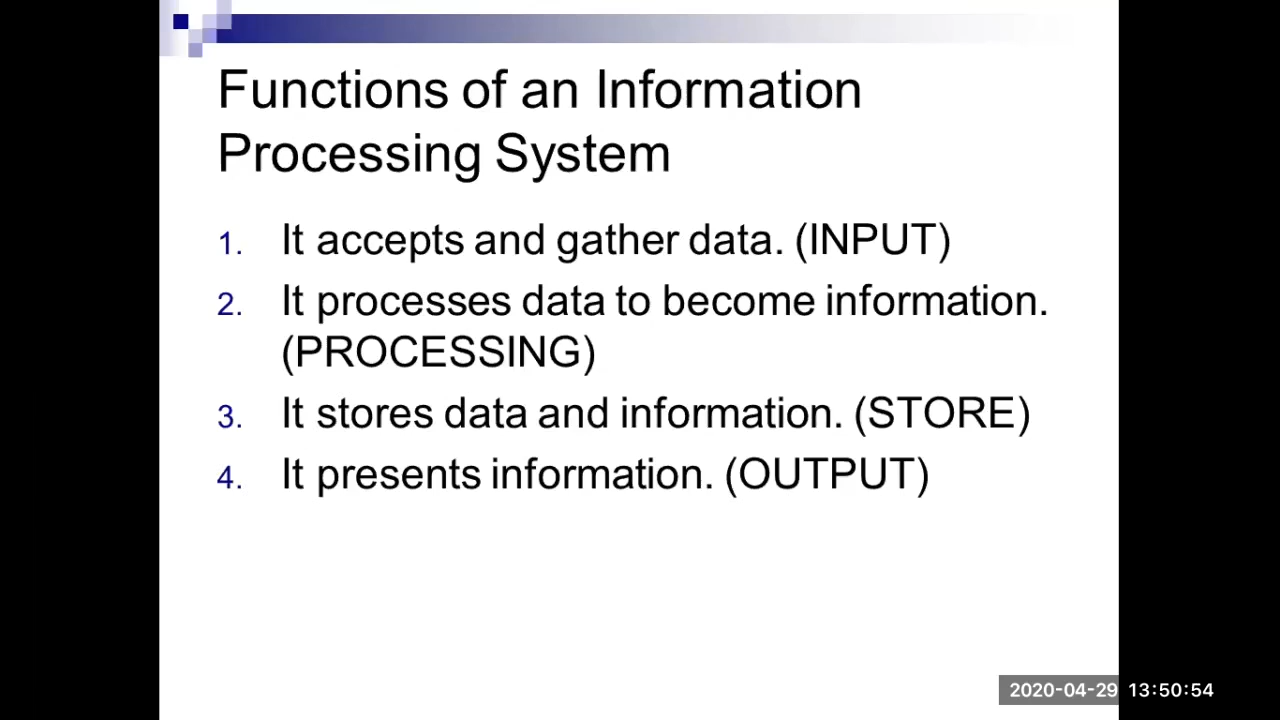 Functions of an Information
Processing System
1. It accepts and gather data. (INPUT)
2. It processes data to become information.
(PROCESSING)
3. It stores data and information. (STORE)
4. It presents information. (OUTPUT)
2020-04-29 13:50:54